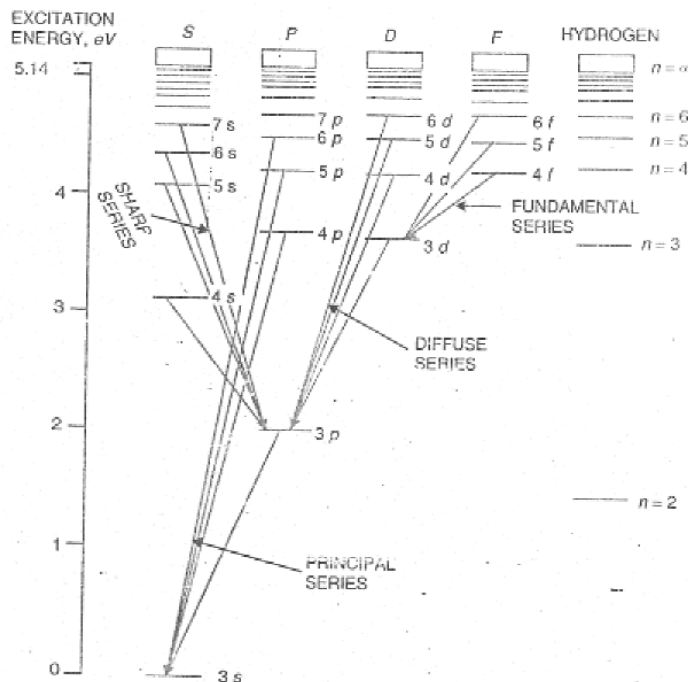 EXCITATION
ENERGY, eV
S P D F HYDROGEN
5.14
n = α
7 s 7 p 6 d 6 f n = 6
6 s 6 p 5 d 5 f n = 5
5 s 5 p 4 d 4 f n = 4
4
SHARP
SERIES
FUNDAMENTAL
SERIES
4 p 3 d n = 3
4 s
3
DIFFUSE
SERIES
2
3 p
n = 2
1
PRINCIPAL
SERIES
0
3 s